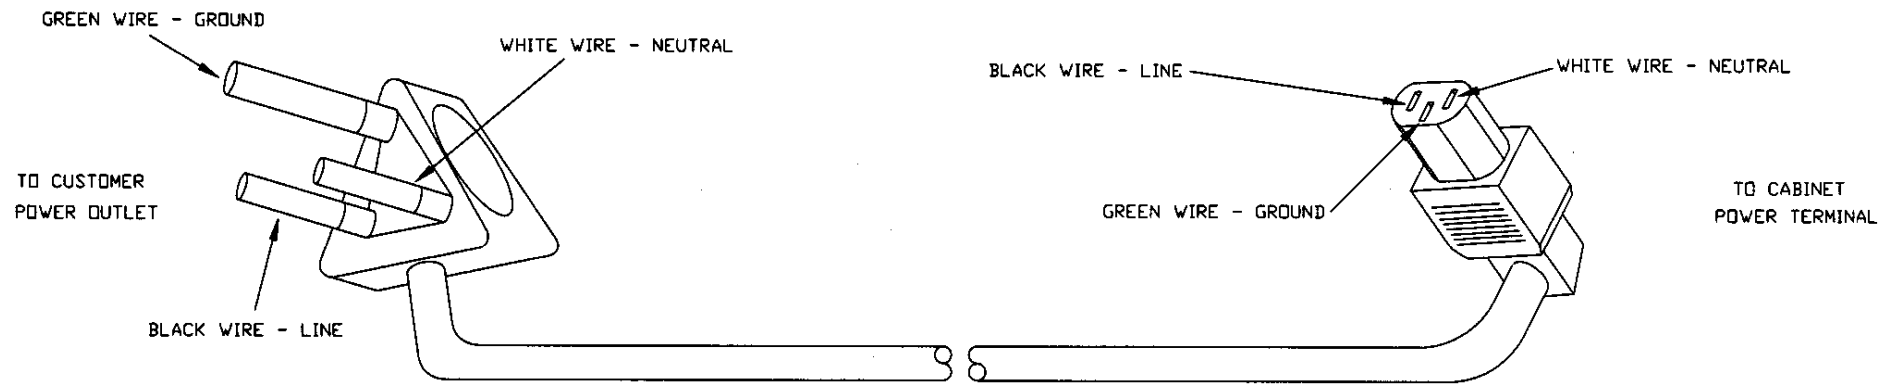 GREEN WIRE - GROUND
WHITE WIRE - NEUTRAL
TO CUSTOMER
POWER OUTLET
BLACK WIRE - LINE
BLACK WIRE - LINE
WHITE WIRE - NEUTRAL
GREEN WIRE - GROUND
TO CABINET
POWER TERMINAL